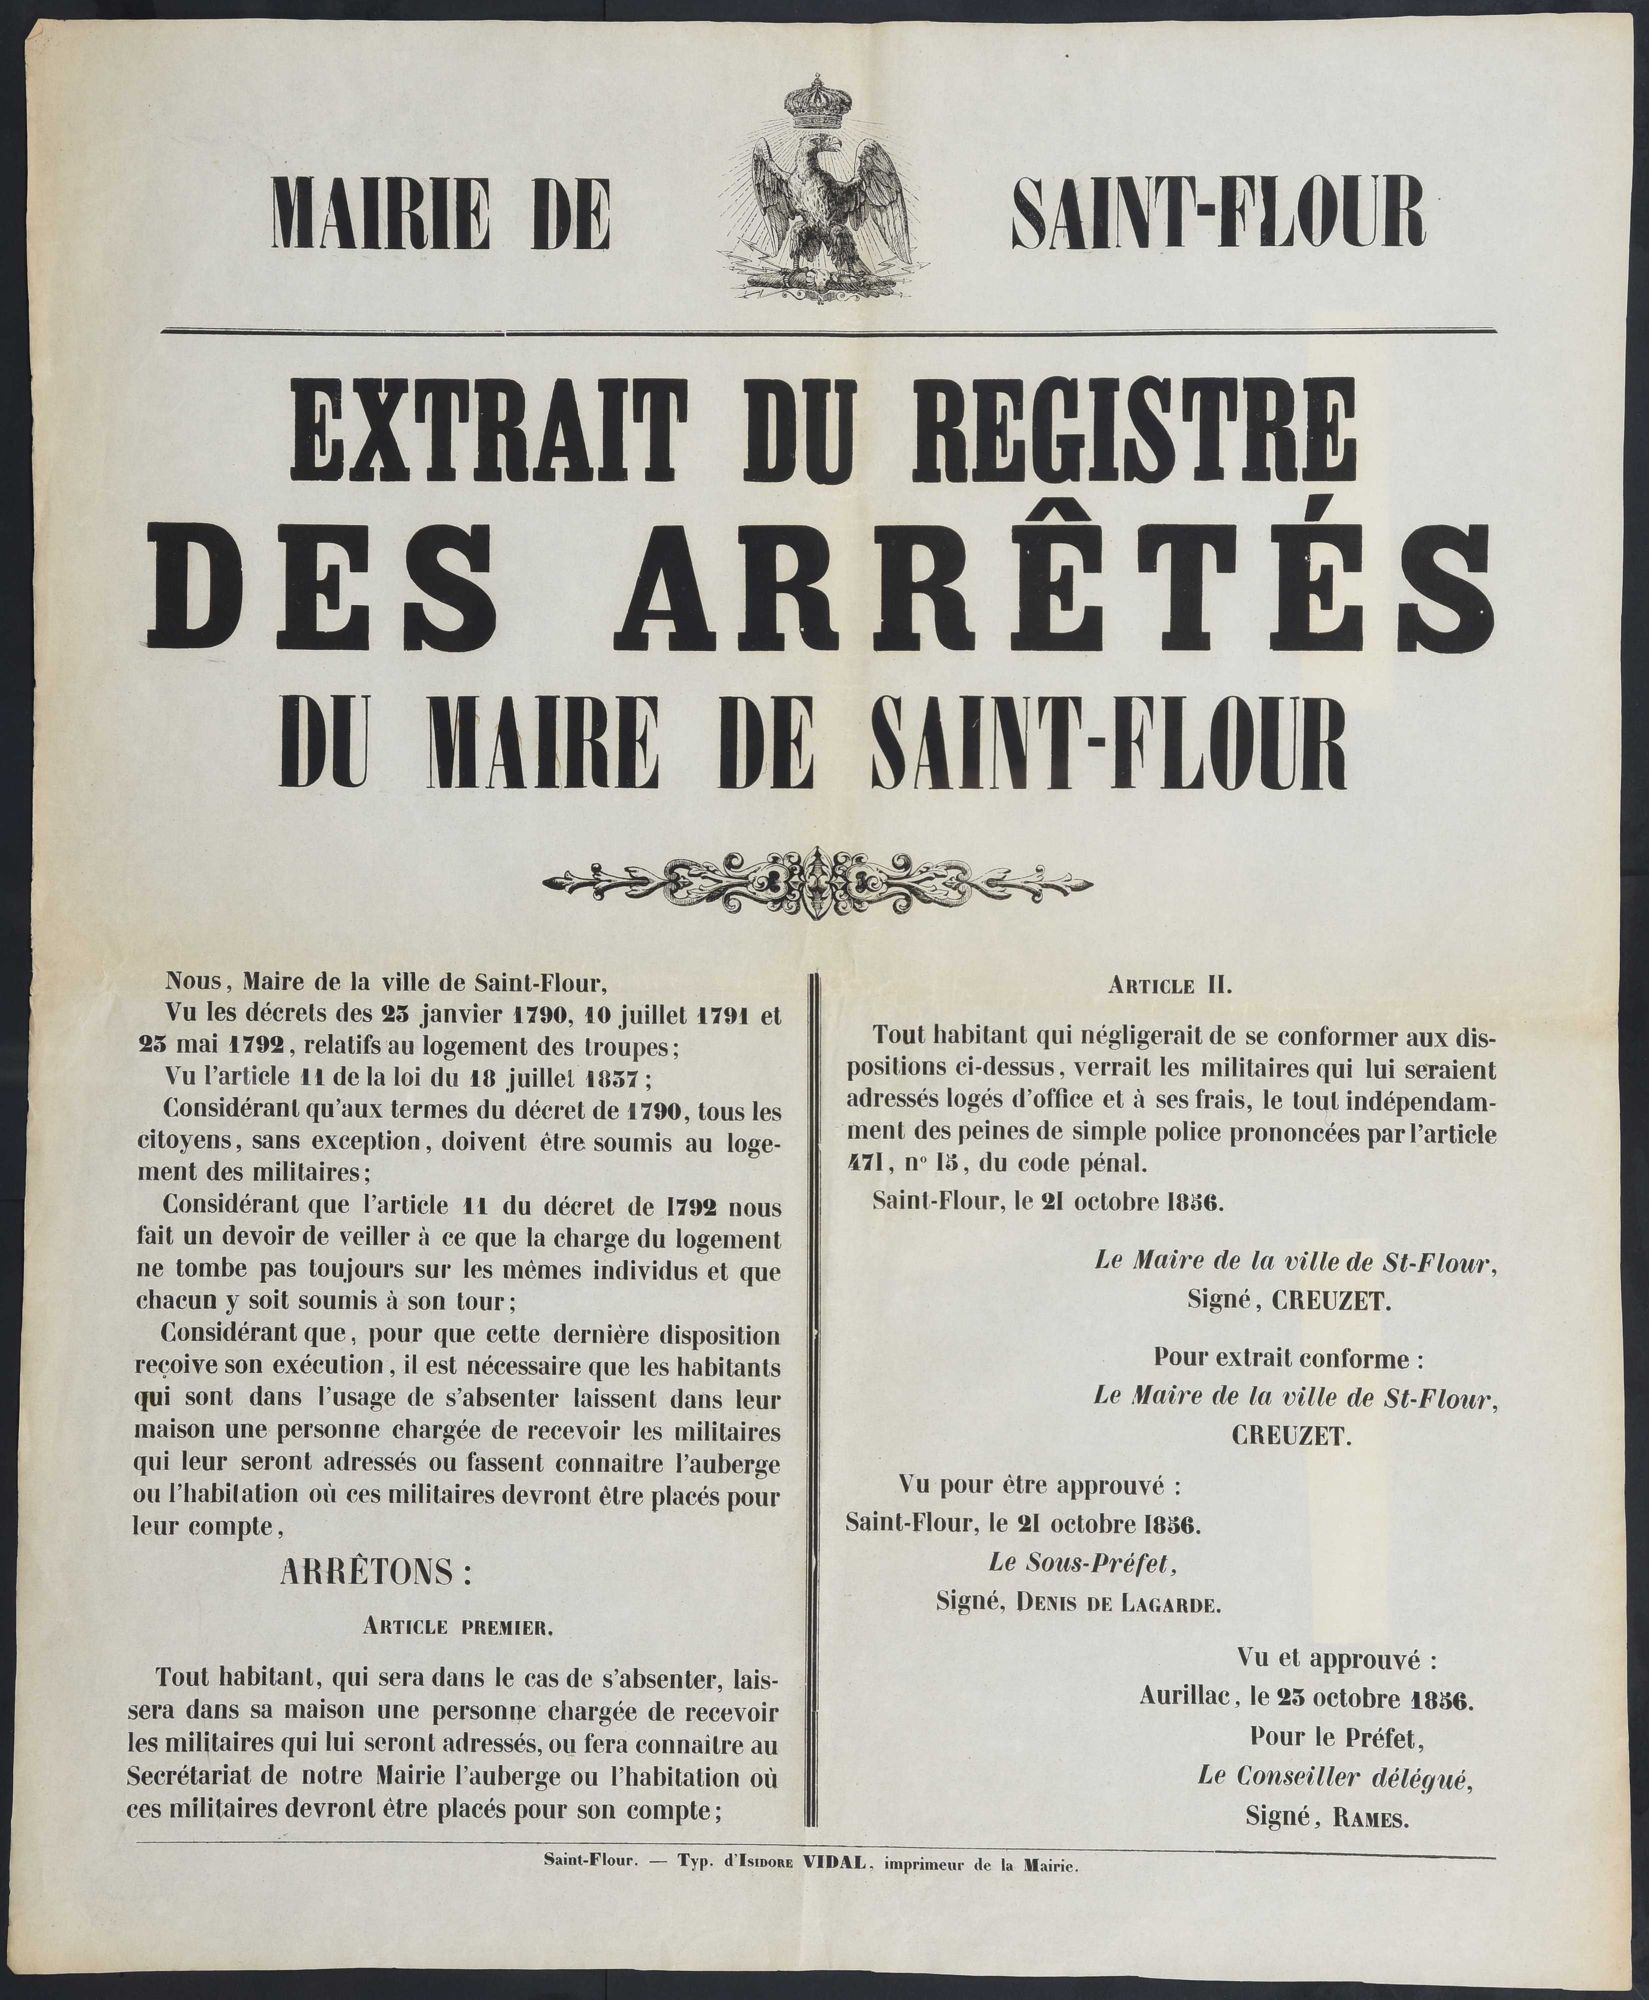 MAIRIE DE SAINT-FLOUR
EXTRAIT DU REGISTRE
DES ARRÊTÉS
DU MAIRE DE SAINT-FLOUR
Nous, Maire de la ville de Saint-Flour,
Vu les décrets des 23 janvier 1790, 10 juillet 1791 et
23 mai 1792, relatifs au logement des troupes;
Vu l'article 11 de la loi du 18 juillet 1837;
Considérant qu'aux termes du décret de 1790, tous les
citoyens, sans exception, doivent être soumis au loge-
ment des militaires;
Considérant que l'article 11 du décret de 1792 nous
fait un devoir de veiller à ce que la charge du logement
ne tombe pas toujours sur les mêmes individus et que
chacun y soit soumis à son tour;
Considérant que, pour que cette dernière disposition
reçoive son exécution, il est nécessaire que les habitants
qui sont dans l'usage de s'absenter laissent dans leur
maison une personne chargée de recevoir les militaires
qui leur seront adressés ou fassent connaître l'auberge
ou l'habitation où ces militaires devront être placés pour
leur compte,
ARRÊTONS :
ARTICLE PREMIER.
Tout habitant, qui sera dans le cas de s'absenter, lais-
sera dans sa maison une personne chargée de recevoir
les militaires qui lui seront adressés, ou fera connaître au
Secrétariat de notre Mairie l'auberge ou l'habitation où
ces militaires devront être placés pour son compte;
ARTICLE II.
Tout habitant qui négligerait de se conformer aux dis-
positions ci-dessus, verrait les militaires qui lui seraient
adressés logés d'office et à ses frais, le tout indépendam-
ment des peines de simple police prononcées par l'article
471, n° 15, du code pénal.
Saint-Flour, le 21 octobre 1856.
Le Maire de la ville de St-Flour,
Signé, CREUZET.
Pour extrait conforme :
Le Maire de la ville de St-Flour,
CREUZET.
Vu pour être approuvé :
Saint-Flour, le 21 octobre 1856.
Le Sous-Préfet,
Signé, DENIS DE LAGARDE.
Vu et approuvé :
Aurillac, le 23 octobre 1856.
Pour le Préfet,
Le Conseiller délégué,
Signé, RAMES.
Saint-Flour. — Typ. d'ISIDORE VIDAL, imprimeur de la Mairie.